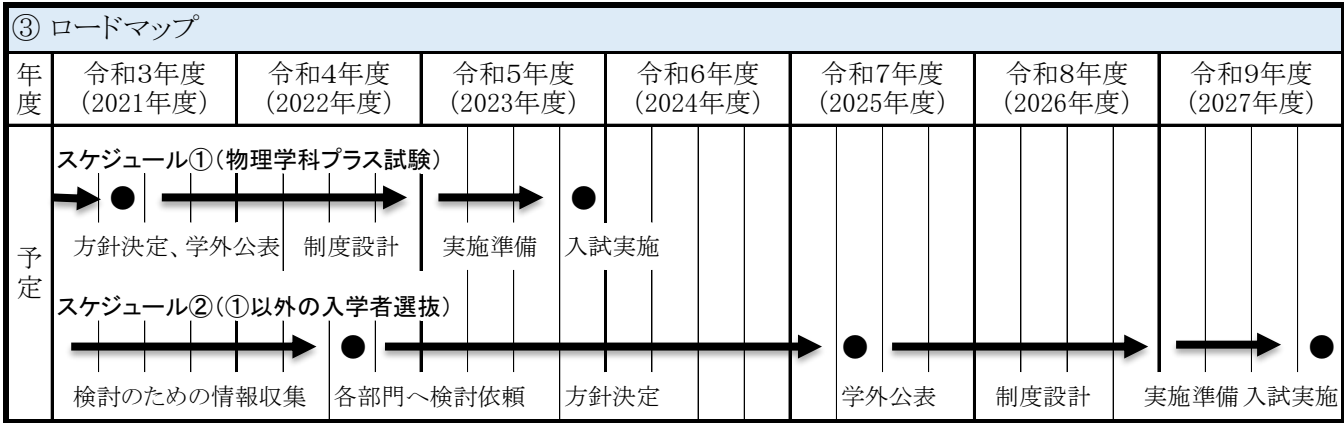 ③ ロードマップ
年度 令和3年度(2021年度) 令和4年度(2022年度) 令和5年度(2023年度) 令和6年度(2024年度) 令和7年度(2025年度) 令和8年度(2026年度) 令和9年度(2027年度)
予定
スケジュール①(物理学科プラス試験)
方針決定、学外公表 制度設計 実施準備 入試実施
スケジュール②(①以外の入学者選抜)
検討のための情報収集 各部門へ検討依頼 方針決定 学外公表 制度設計 実施準備 入試実施